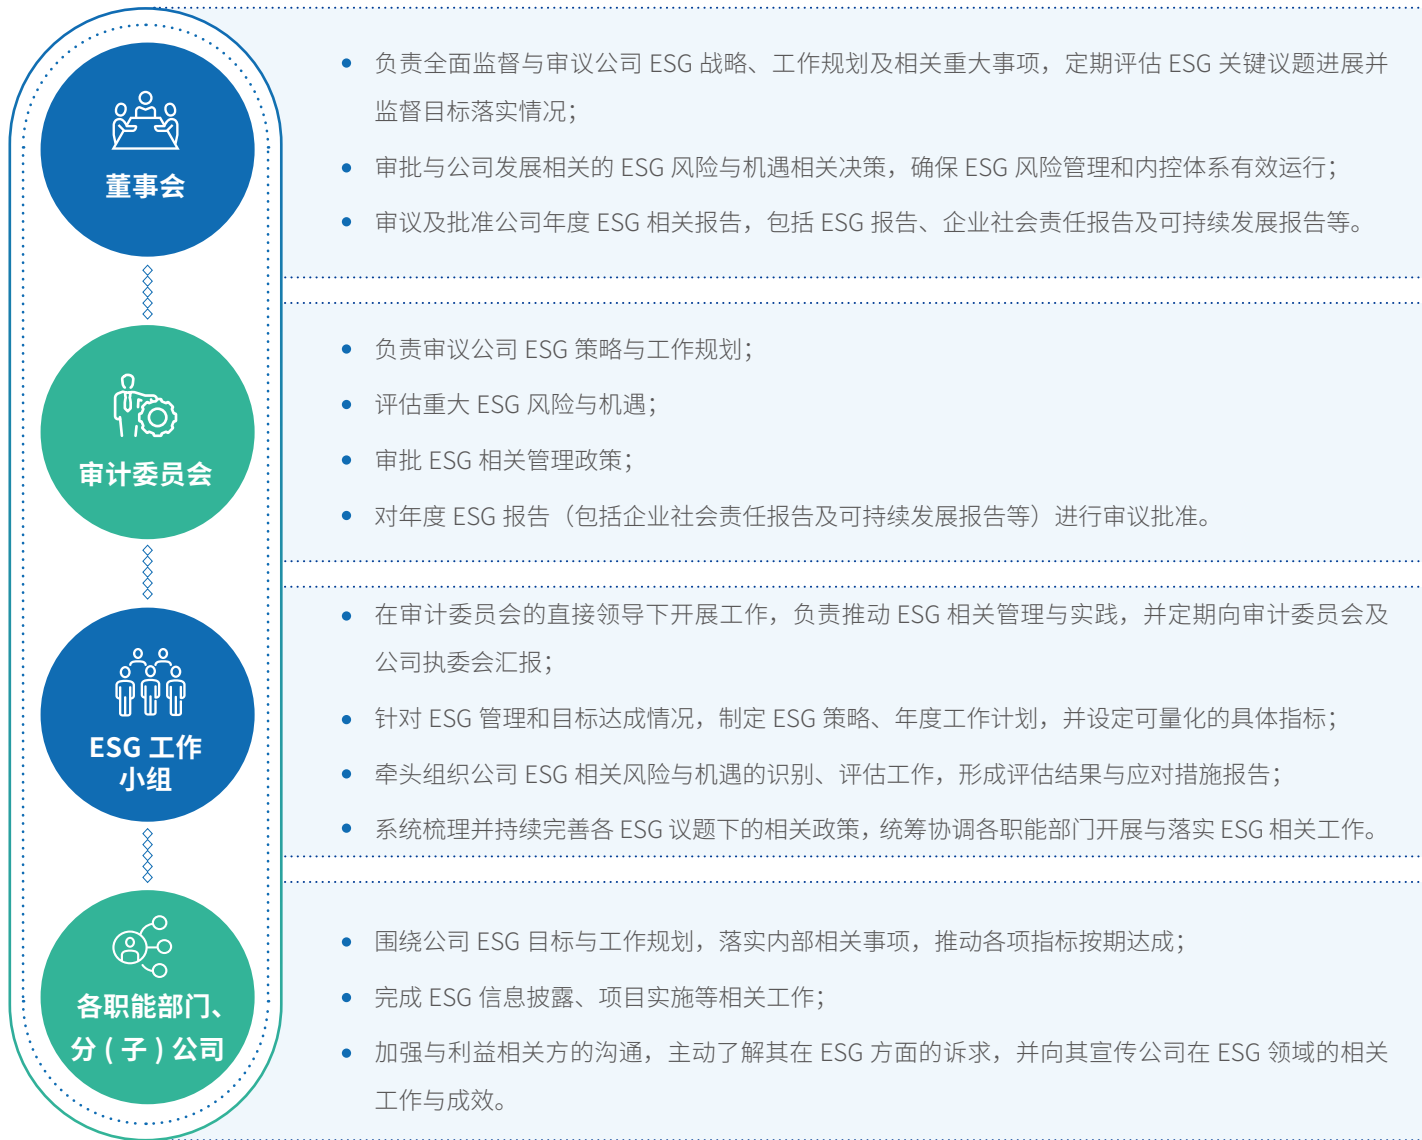 董事会
负责全面监督与审议公司 ESG 战略、工作规划及相关重大事项，定期评估 ESG 关键议题进展并
监督目标落实情况；
审批与公司发展相关的 ESG 风险与机遇相关决策，确保 ESG 风险管理和内控体系有效运行；
审议及批准公司年度 ESG 相关报告，包括 ESG 报告、企业社会责任报告及可持续发展报告等。
审计委员会
负责审议公司 ESG 策略与工作规划；
评估重大 ESG 风险与机遇；
审批 ESG 相关管理政策；
对年度 ESG 报告（包括企业社会责任报告及可持续发展报告等）进行审议批准。
ESG 工作
小组
在审计委员会的直接领导下开展工作，负责推动 ESG 相关管理与实践，并定期向审计委员会及
公司执委会汇报；
针对 ESG 管理和目标达成情况，制定 ESG 策略、年度工作计划，并设定可量化的具体指标；
牵头组织公司 ESG 相关风险与机遇的识别、评估工作，形成评估结果与应对措施报告；
系统梳理并持续完善各 ESG 议题下的相关政策，统筹协调各职能部门开展与落实 ESG 相关工作。
各职能部门、
分 ( 子 ) 公司
围绕公司 ESG 目标与工作规划，落实内部相关事项，推动各项指标按期达成；
完成 ESG 信息披露、项目实施等相关工作；
加强与利益相关方的沟通，主动了解其在 ESG 方面的诉求，并向其宣传公司在 ESG 领域的相关
工作与成效。